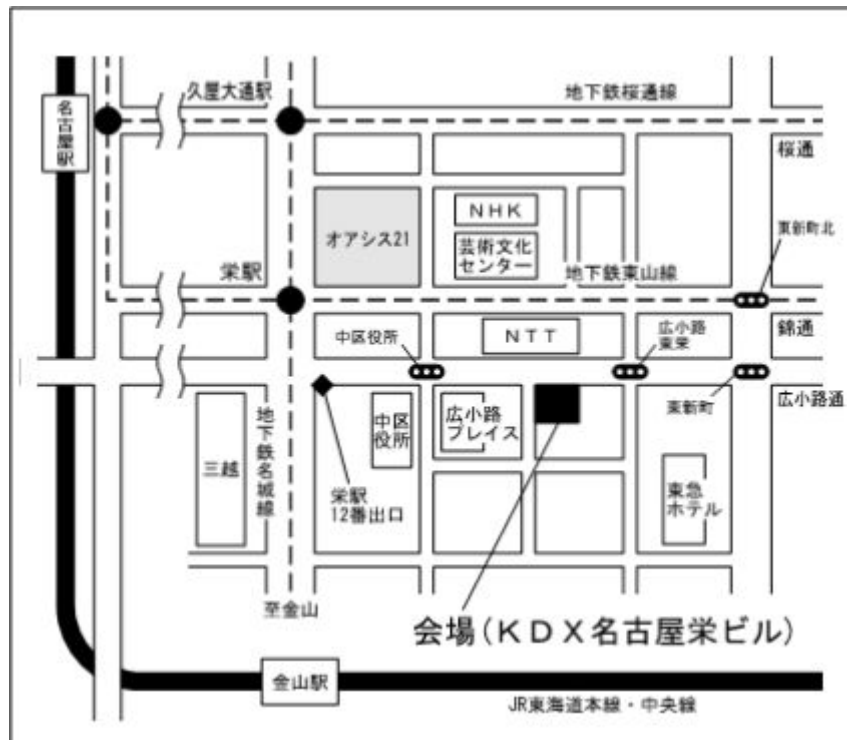 久屋大通駅
地下鉄桜通線
名古屋駅
桜通
NHK
東新町北
オアシス21
芸術文化
センター
栄駅
地下鉄東山線
中区役所
NTT
広小路
東栄
錦通
広小路通
東新町
地下鉄名城線
三越
中区
役所
広小路
プレイス
栄駅
12番出口
東急
ホテル
至金山
会場(KDX名古屋栄ビル)
金山駅
JR東海道本線・中央線